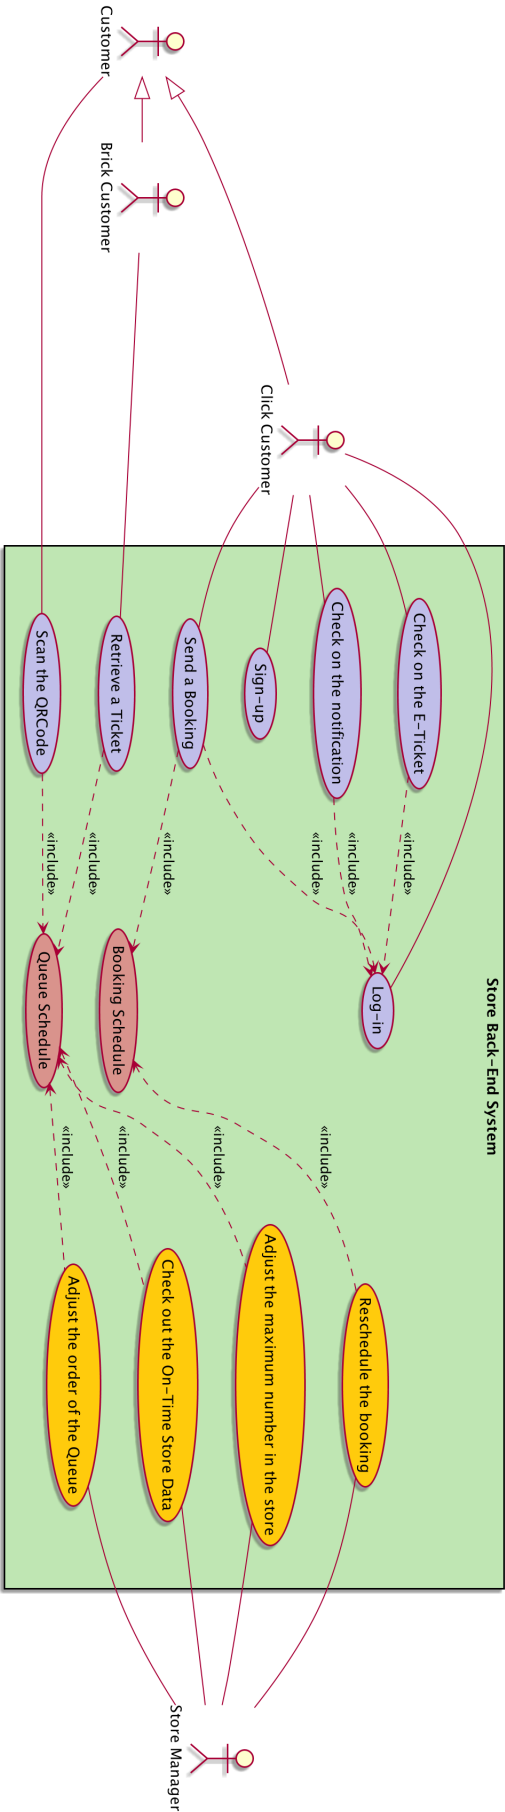 Store Back-End System
Customer
Brick Customer
Click Customer
Check on the E-Ticket
Check on the notification
Sign-up
Send a Booking
Retrieve a Ticket
Scan the QRCode
«include»
«include»
«include»
«include»
«include»
«include»
Log-in
Booking Schedule
Queue Schedule
«include»
«include»
«include»
«include»
Reschedule the booking
Adjust the maximum number in the store
Check out the On-Time Store Data
Adjust the order of the Queue
Store Manager